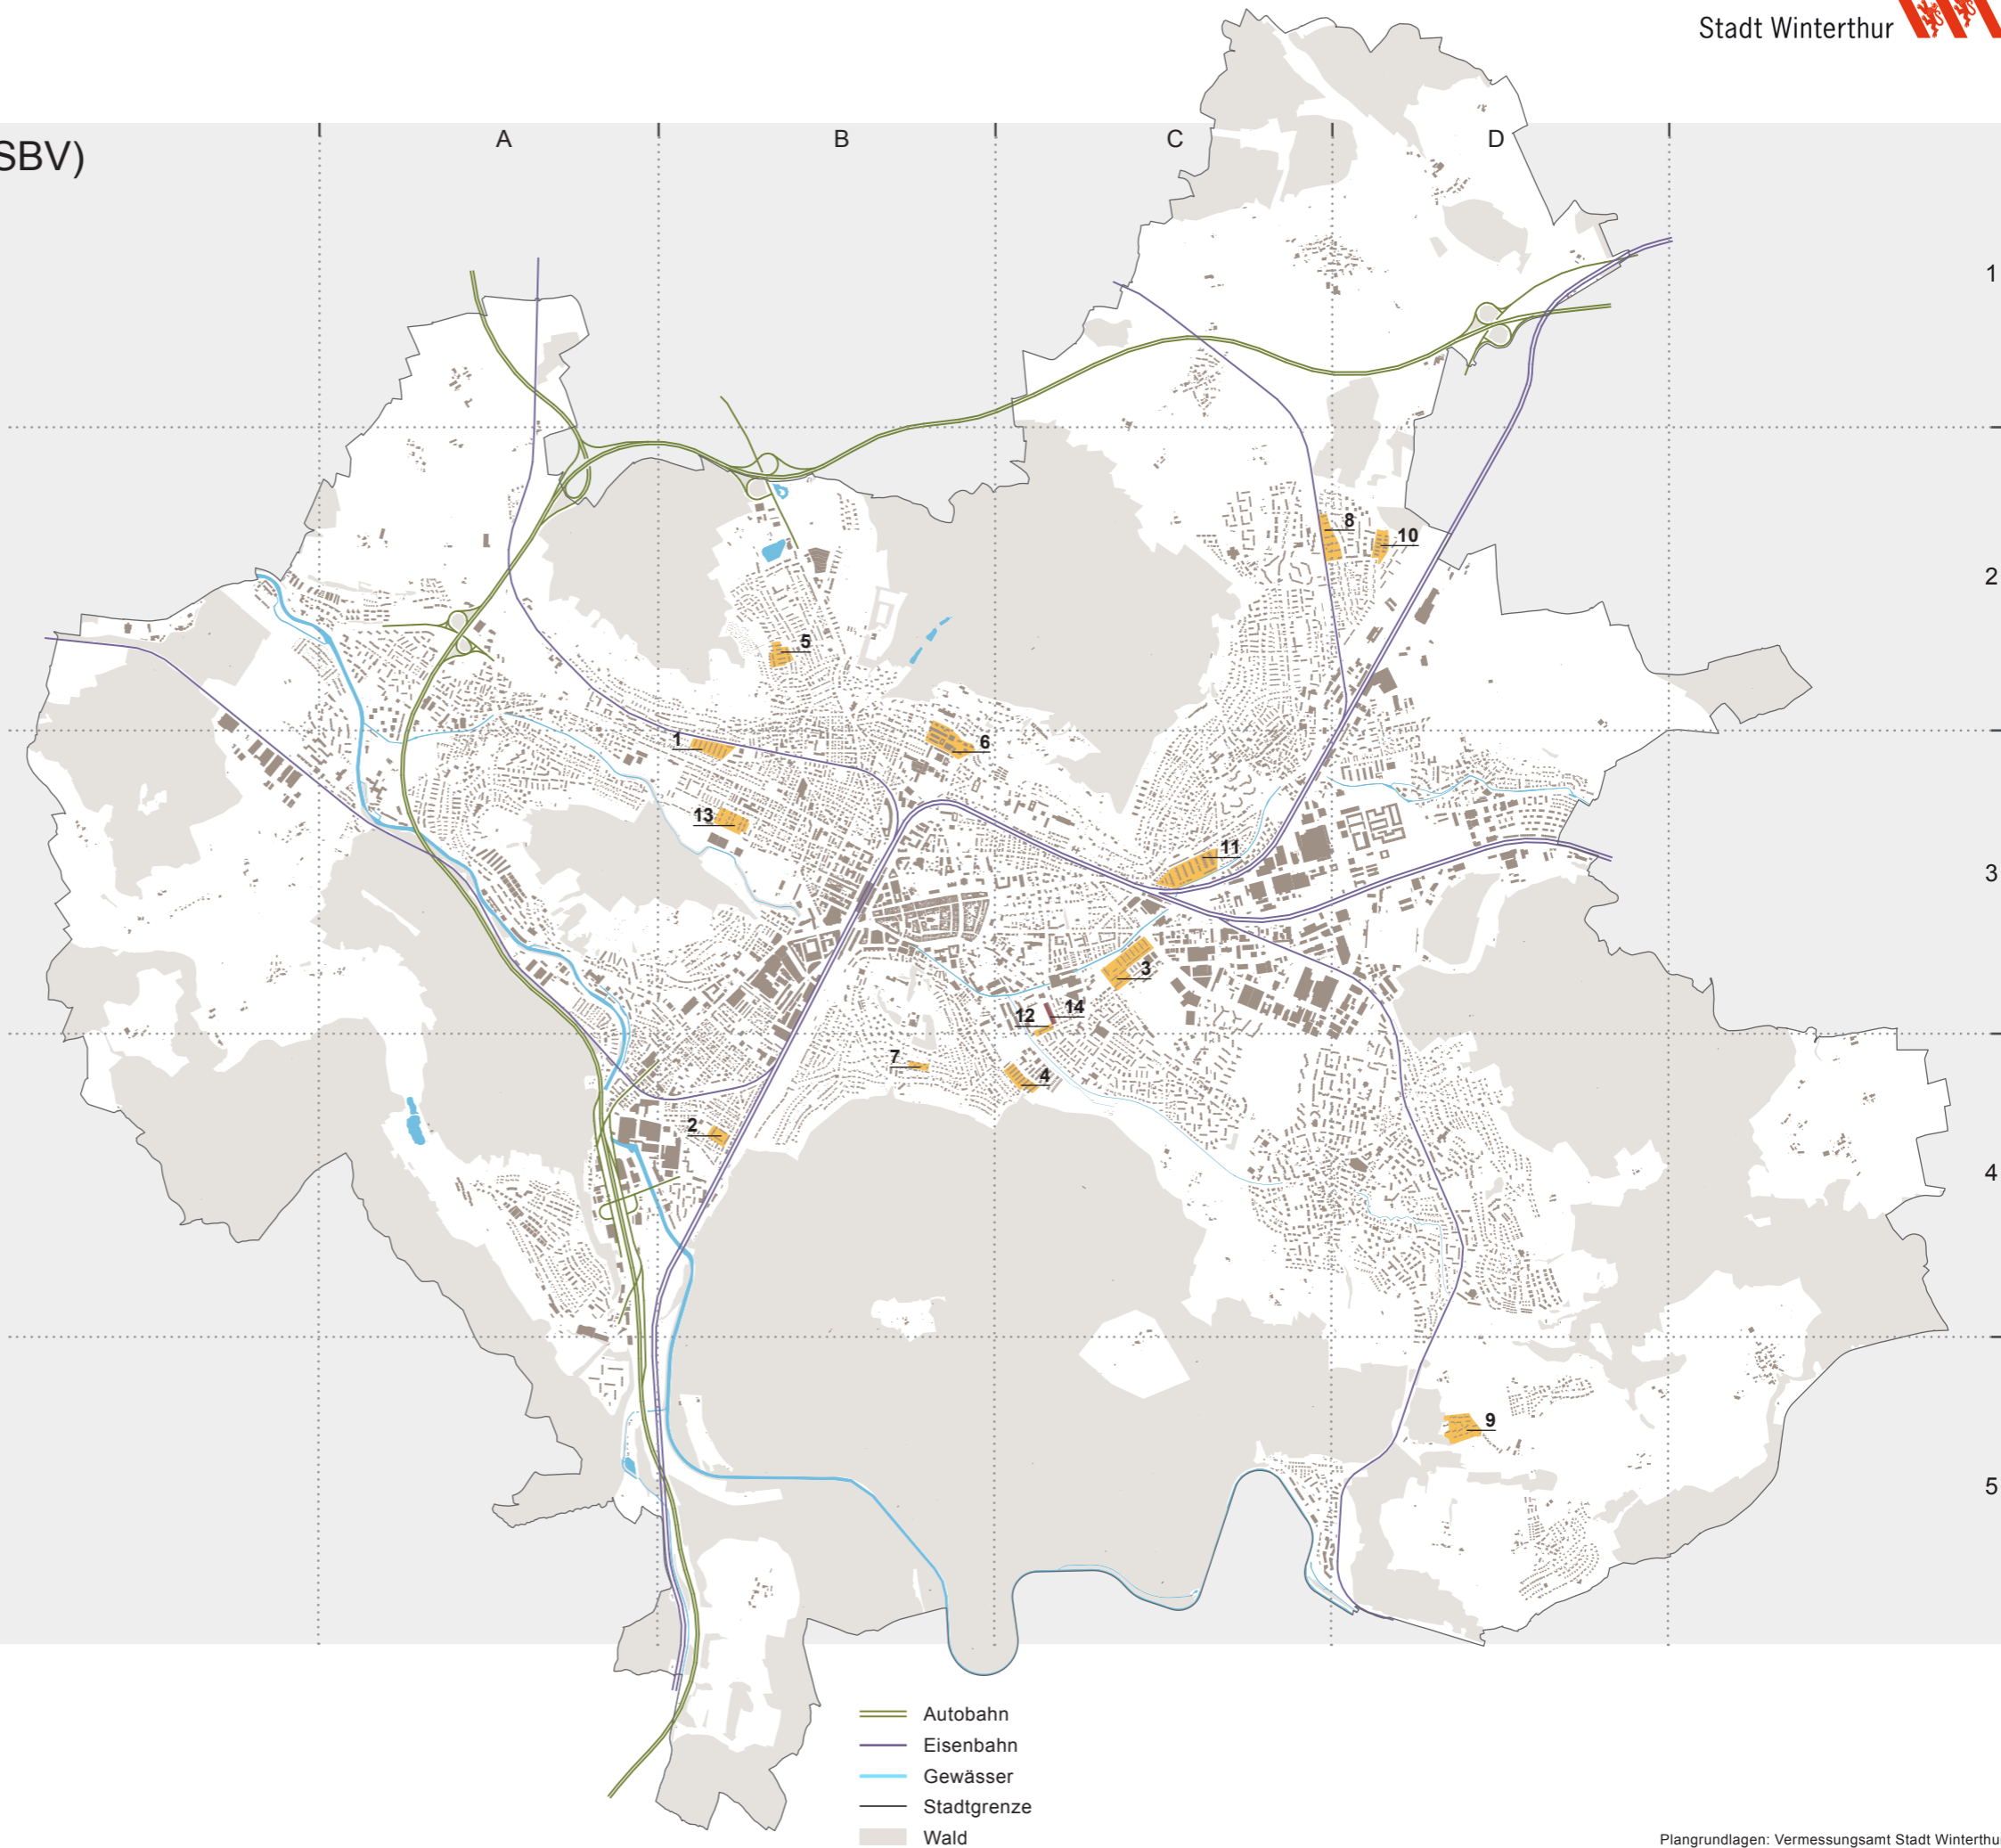 Stadt Winterthur
A B C D
SBV)
1
8
10
2
5
1
6
13
11
3
3
14
12
7
4
2
4
9
5
Autobahn
Eisenbahn
Gewässer
Stadtgrenze
Wald
Plangrundlagen: Vermessungsamt Stadt Winterthu